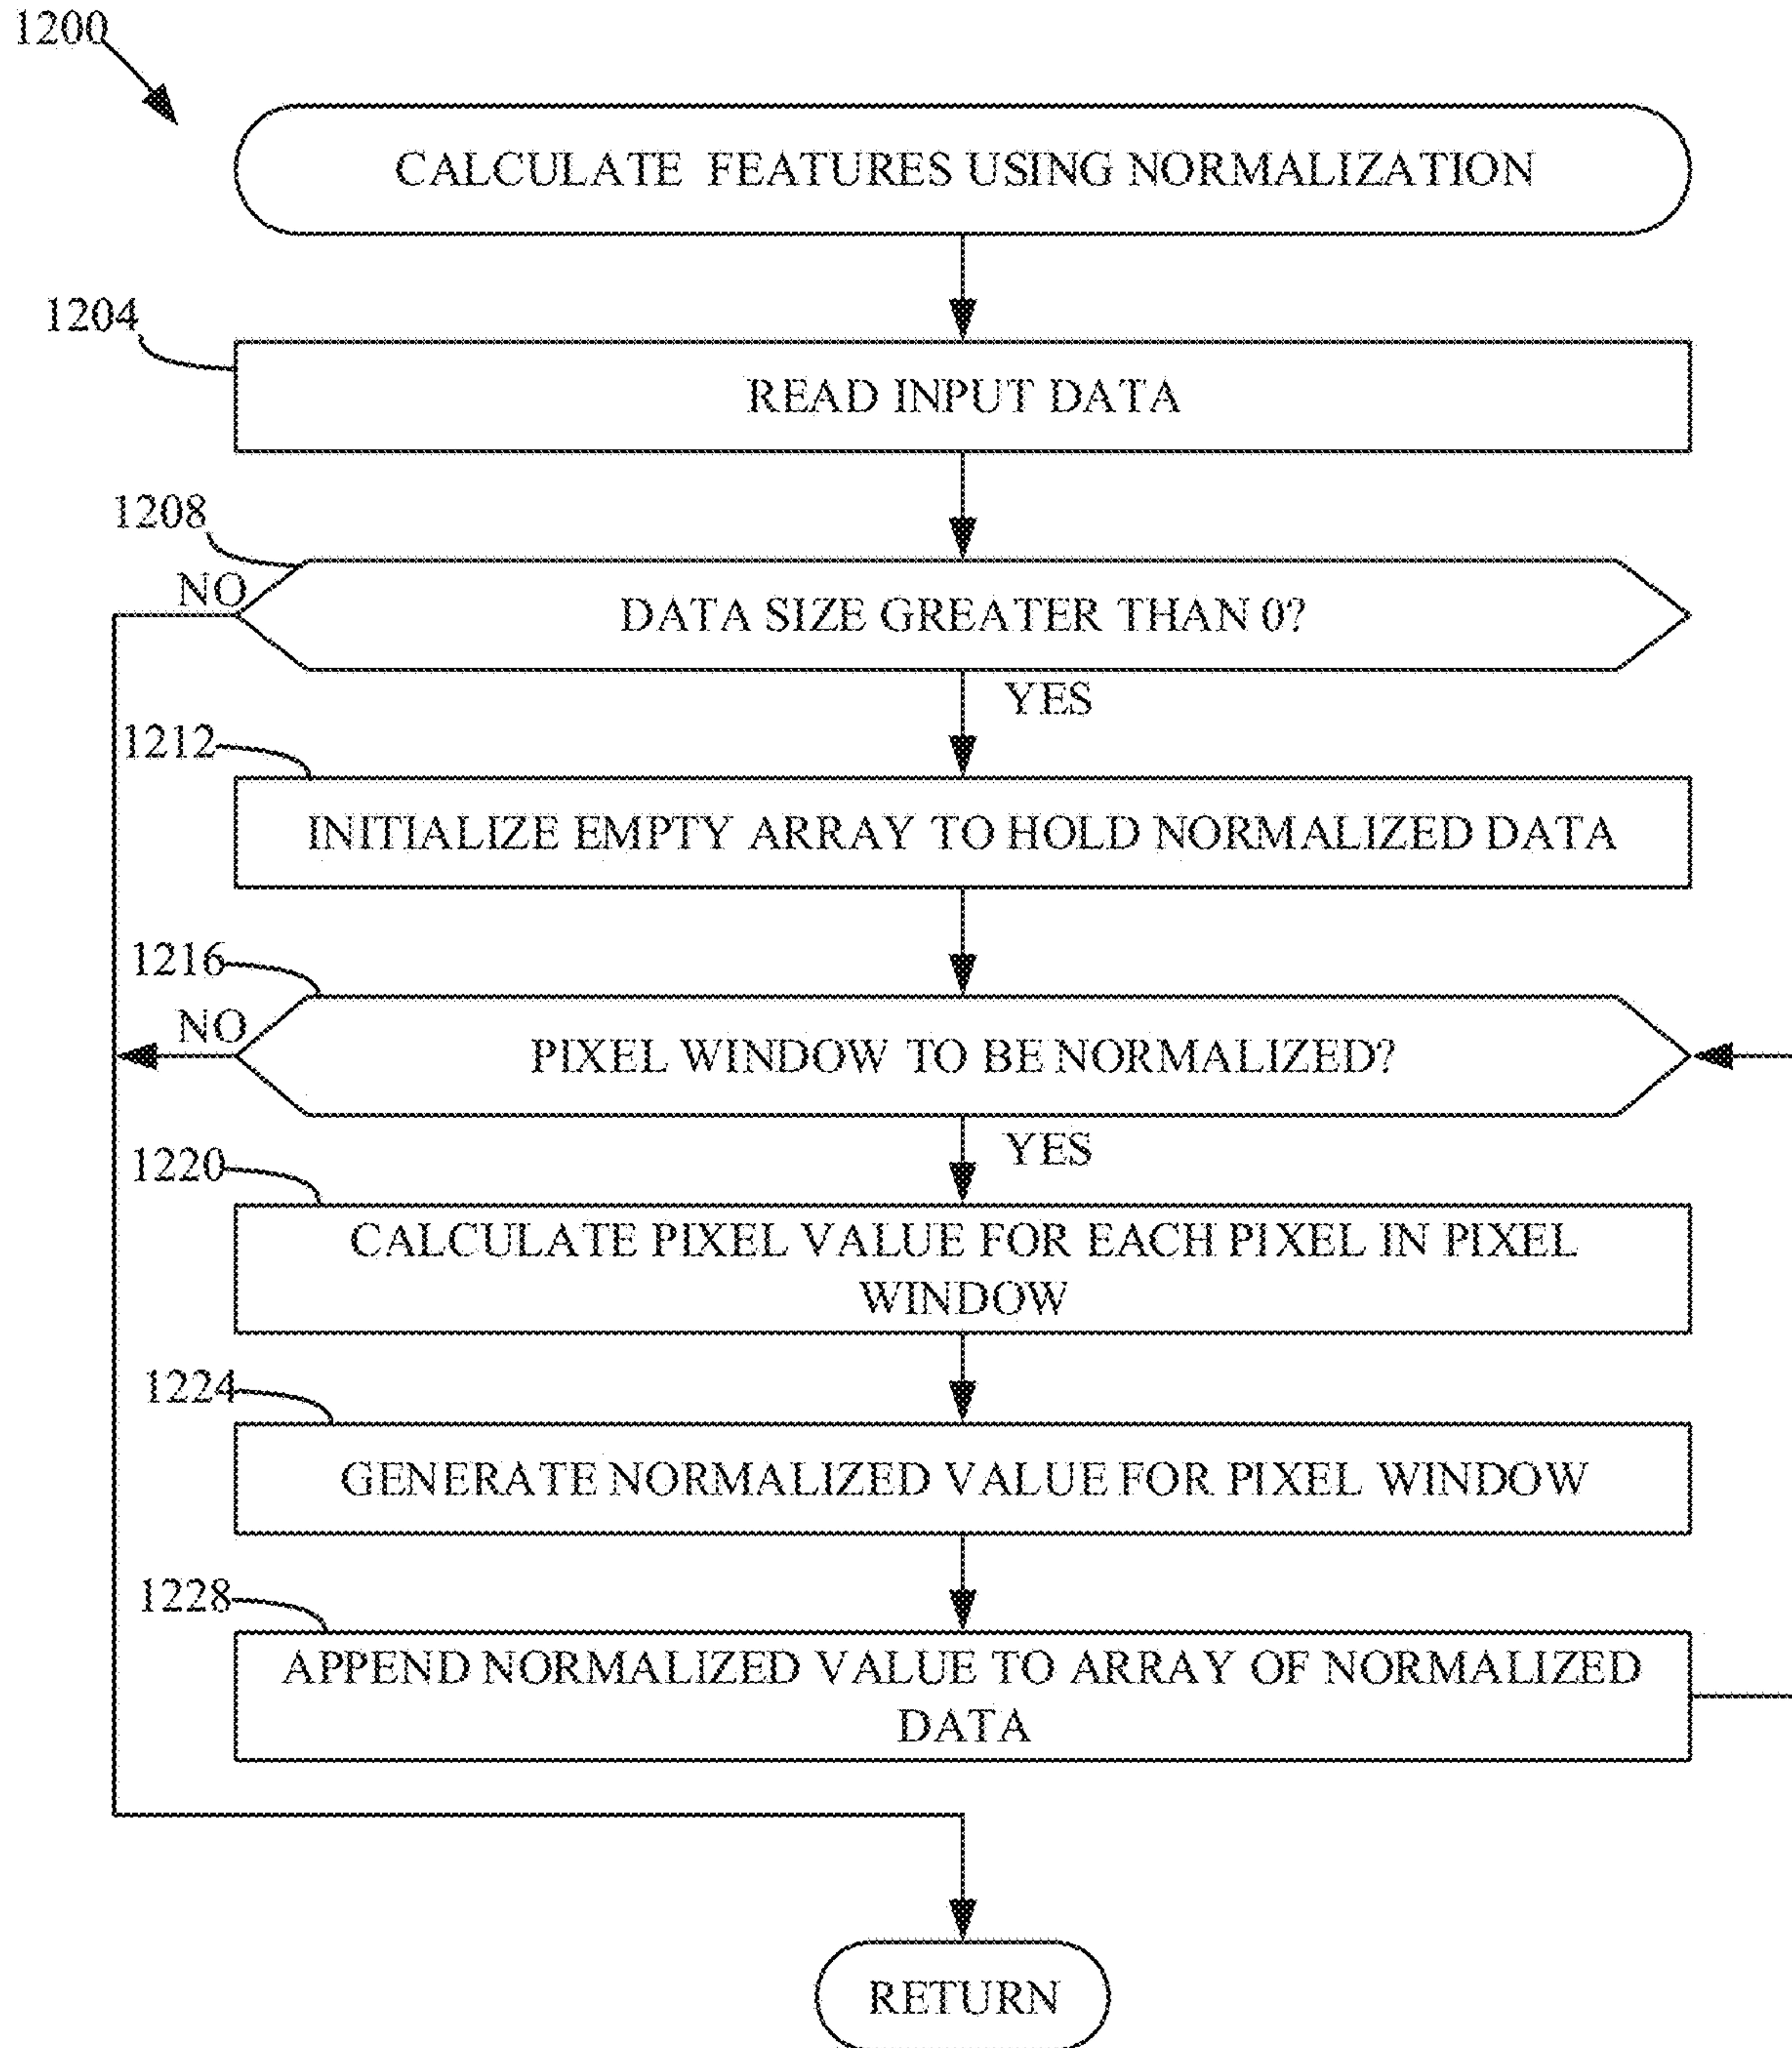 1200
CALCULATE FEATURES USING NORMALIZATION
1204
READ INPUT DATA
1208
NO
DATA SIZE GREATER THAN 0?
YES
1212
INITIALIZE EMPTY ARRAY TO HOLD NORMALIZED DATA
1216
NO
PIXEL WINDOW TO BE NORMALIZED?
YES
1220
CALCULATE PIXEL VALUE FOR EACH PIXEL IN PIXEL
WINDOW
1224
GENERATE NORMALIZED VALUE FOR PIXEL WINDOW
1228
APPEND NORMALIZED VALUE TO ARRAY OF NORMALIZED
DATA
RETURN